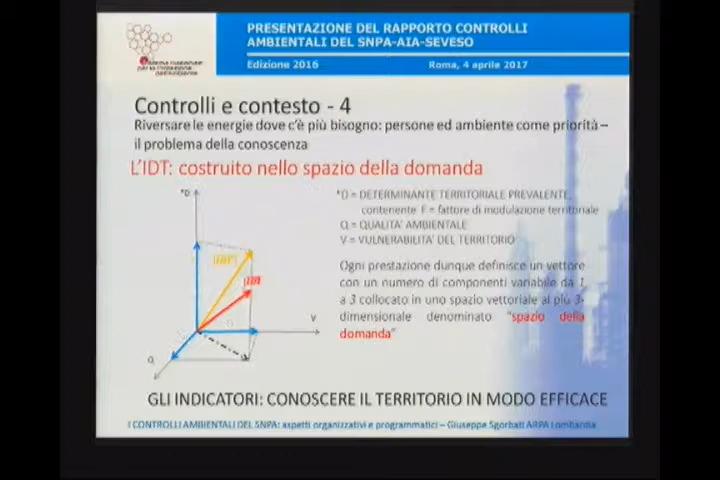 PRESENTAZIONE DEL RAPPORTO CONTROLLI
AMBIENTALI DEL SNPA-AIA-SEVESO
Edizione 2016 Roma, 4 aprile 2017
Controlli e contesto - 4
Riversare le energie dove c'è più bisogno: persone ed ambiente come priorità –
il problema della conoscenza
L'IDT: costruito nello spazio della domanda
*D
*D = DETERMINANTE TERRITORIALE PREVALENTE,
contenente F = fattore di modulazione territoriale
Q = QUALITA' AMBIENTALE
V = VULNERABILITA' DEL TERRITORIO
V
Q
Ogni prestazione dunque definisce un vettore
con un numero di componenti variabile da 1
a 3 collocato in uno spazio vettoriale al più 3-
dimensionale denominato "spazio della
domanda"
GLI INDICATORI: CONOSCERE IL TERRITORIO IN MODO EFFICACE
I CONTROLLI AMBIENTALI DEL SNPA: aspetti organizzativi e programmatici – Giuseppe Sgorbati ARPA Lombardia